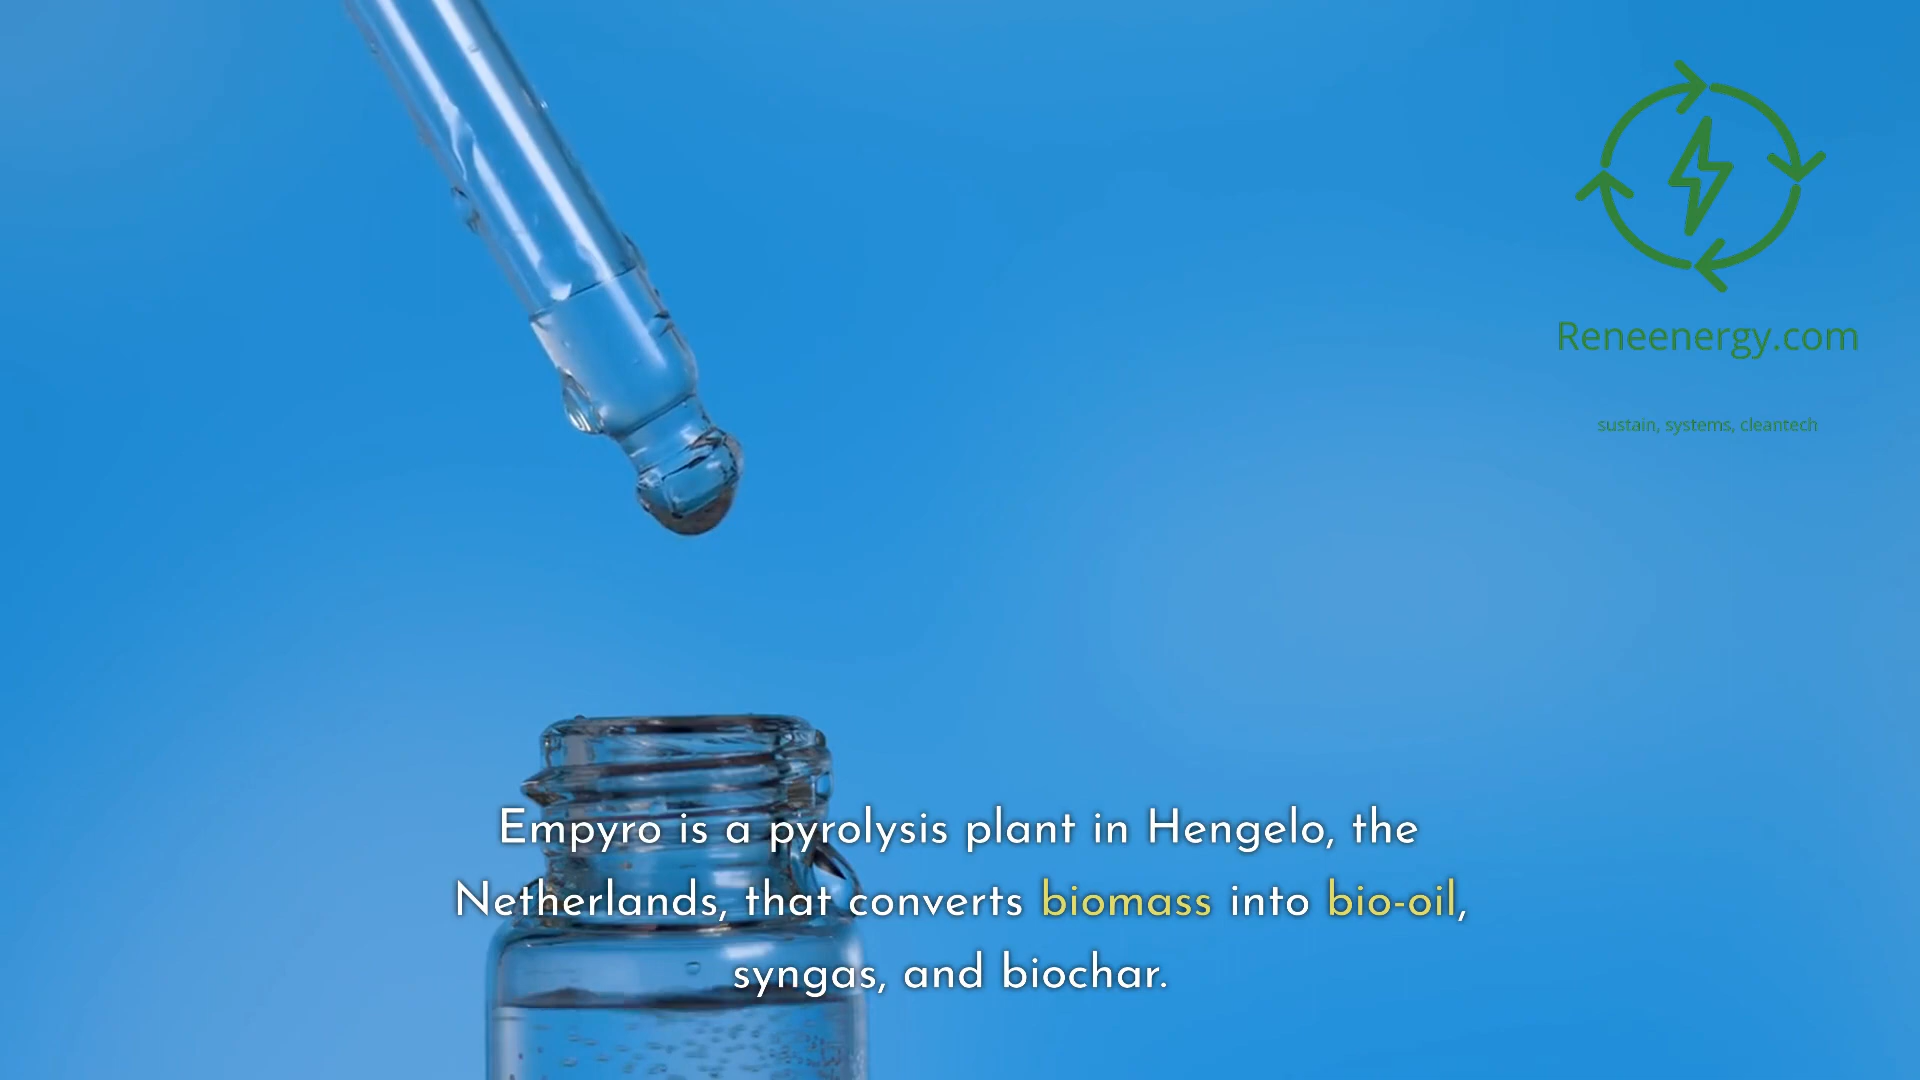 Reneenergy.com
sustain, systems, cleantech
Empyro is a pyrolysis plant in Hengelo, the
Netherlands, that converts biomass into bio-oil,
syngas, and biochar.